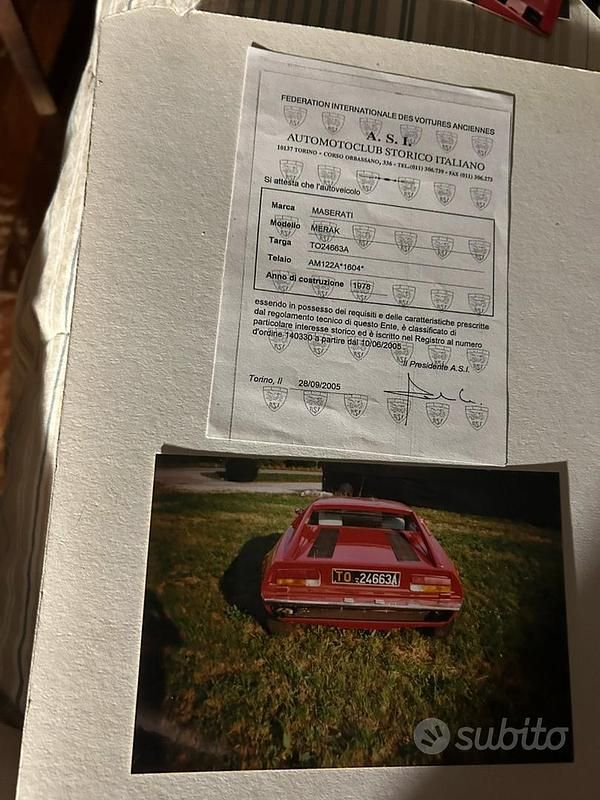 FEDERATION INTERNATIONALE DES VOITURES ANCIENNES
A. S. I.
AUTOMOTOCLUB STORICO ITALIANO
10137 TORINO - CORSO ORBASSANO, 336 - TEL. (011) 366.739 - FAX (011) 306.273
Si attesta che l'autoveicolo
Marca MASERATI
Modello MERAK
Targa TO24663A
Telaio AM122A*1604*
Anno di costruzione 1978
essendo in possesso dei requisiti e delle caratteristiche prescritte
dal regolamento tecnico di questo Ente, è classificato di
particolare interesse storico ed è iscritto nel Registro al numero
d'ordine 140330 a partire dal 10/06/2005
Il Presidente A.S.I.
Torino, lì 28/09/2005
TO 24663A
subito